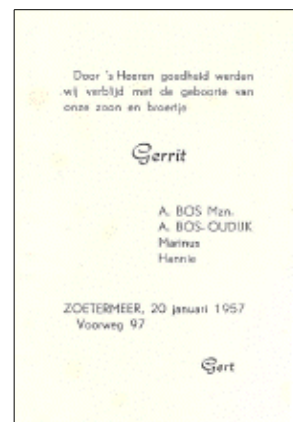 Door 's Heeren goedheid werden
wij verblijd met de geboorte van
onze zoon en broertje
Gerrit
A. BOS Mzn.
A. BOS-OUDIJK
Marinus
Hannie
ZOETERMEER, 20 januari 1957
Voorweg 97
Gert